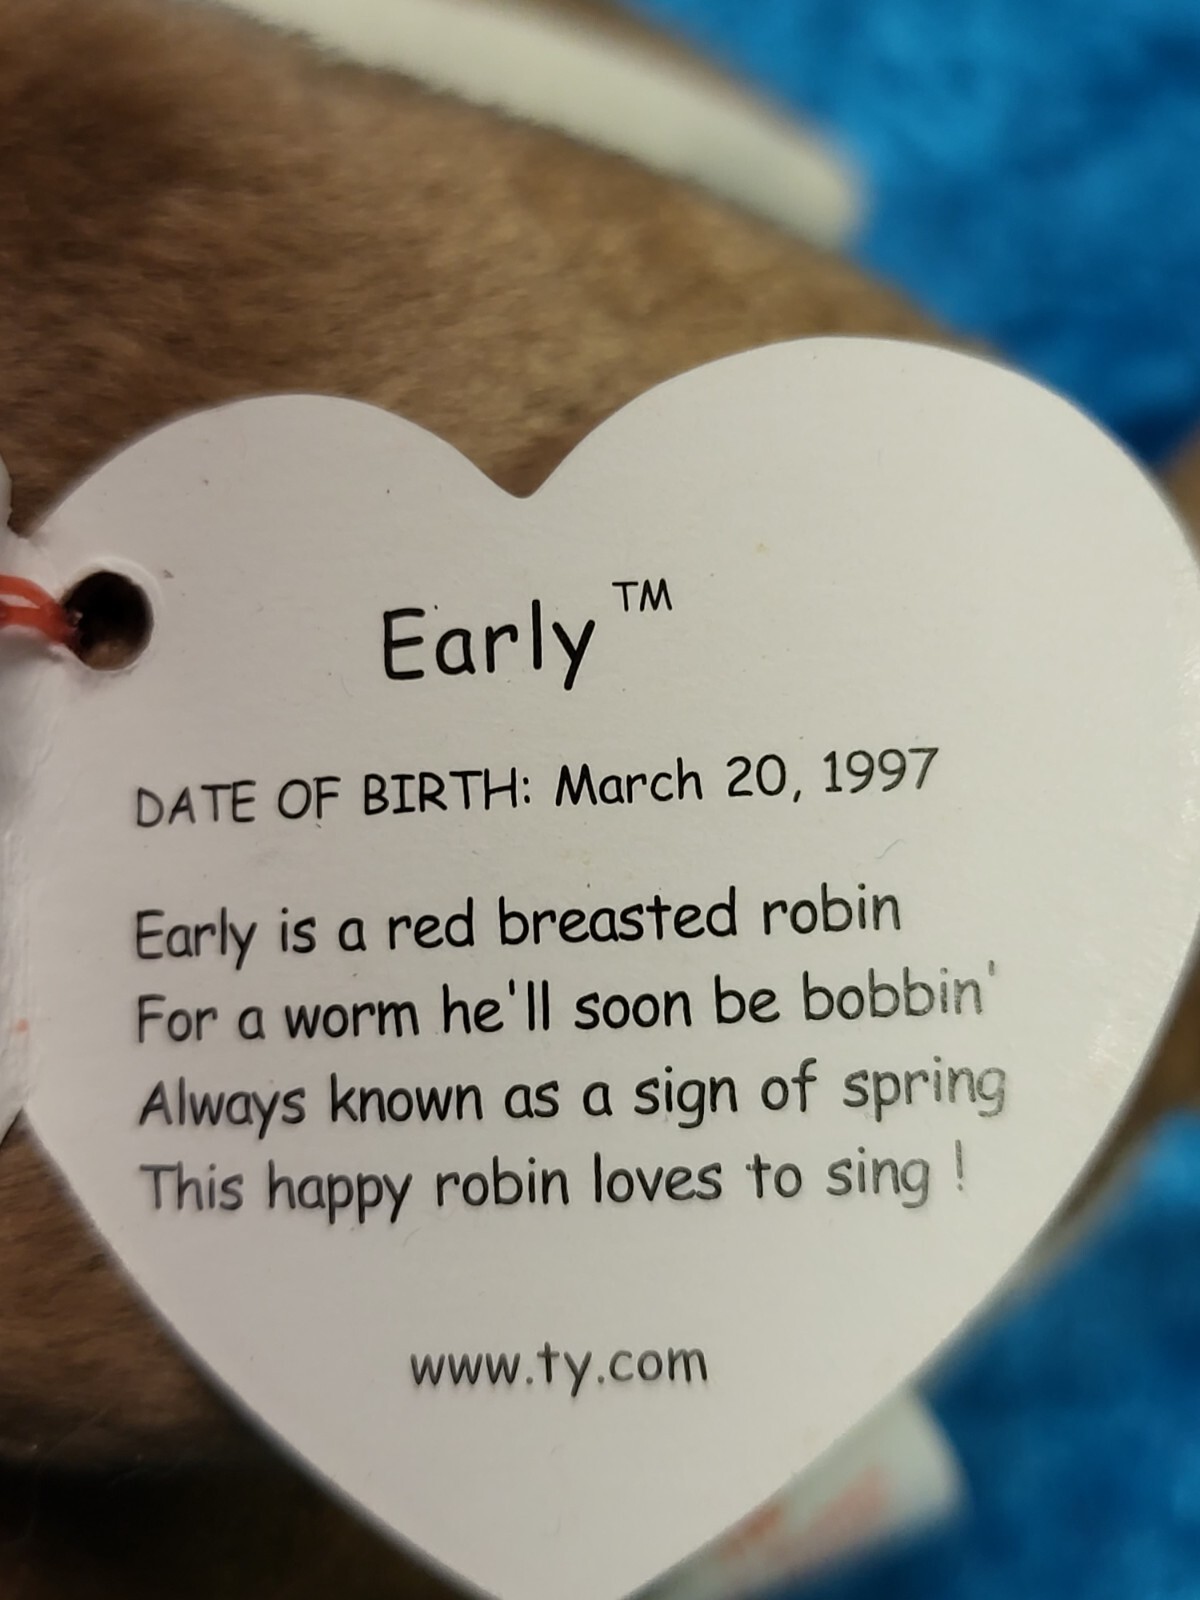 Early™
DATE OF BIRTH: March 20, 1997
Early is a red breasted robin
For a worm he'll soon be bobbin'
Always known as a sign of spring
This happy robin loves to sing !
www.ty.com